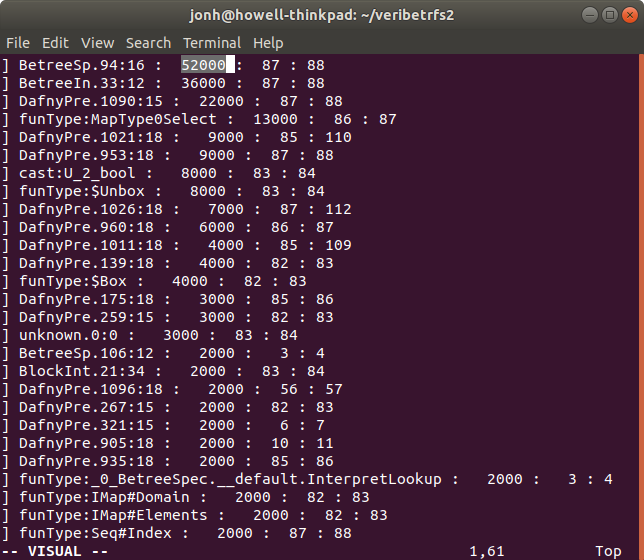 jonh@howell-thinkpad: ~/veribetrfs2
File Edit View Search Terminal Help
] BetreeSp.94:16 : 52000 : 87 : 88
] BetreeIn.33:12 : 36000 : 87 : 88
] DafnyPre.1090:15 : 22000 : 87 : 88
] funType:MapType0Select : 13000 : 86 : 87
] DafnyPre.1021:18 : 9000 : 85 : 110
] DafnyPre.953:18 : 9000 : 87 : 88
] cast:U_2_bool : 8000 : 83 : 84
] funType:$Unbox : 8000 : 83 : 84
] DafnyPre.1026:18 : 7000 : 87 : 112
] DafnyPre.960:18 : 6000 : 86 : 87
] DafnyPre.1011:18 : 4000 : 85 : 109
] DafnyPre.139:18 : 4000 : 82 : 83
] funType:$Box : 4000 : 82 : 83
] DafnyPre.175:18 : 3000 : 85 : 86
] DafnyPre.259:15 : 3000 : 82 : 83
] unknown.0:0 : 3000 : 83 : 84
] BetreeSp.106:12 : 2000 : 3 : 4
] BlockInt.21:34 : 2000 : 83 : 84
] DafnyPre.1096:18 : 2000 : 56 : 57
] DafnyPre.267:15 : 2000 : 82 : 83
] DafnyPre.321:15 : 2000 : 6 : 7
] DafnyPre.905:18 : 2000 : 10 : 11
] DafnyPre.935:18 : 2000 : 85 : 86
] funType:_0_BetreeSpec.__default.InterpretLookup : 2000 : 3 : 4
] funType:IMap#Domain : 2000 : 82 : 83
] funType:IMap#Elements : 2000 : 82 : 83
] funType:Seq#Index : 2000 : 87 : 88
-- VISUAL -- 1,61 Top